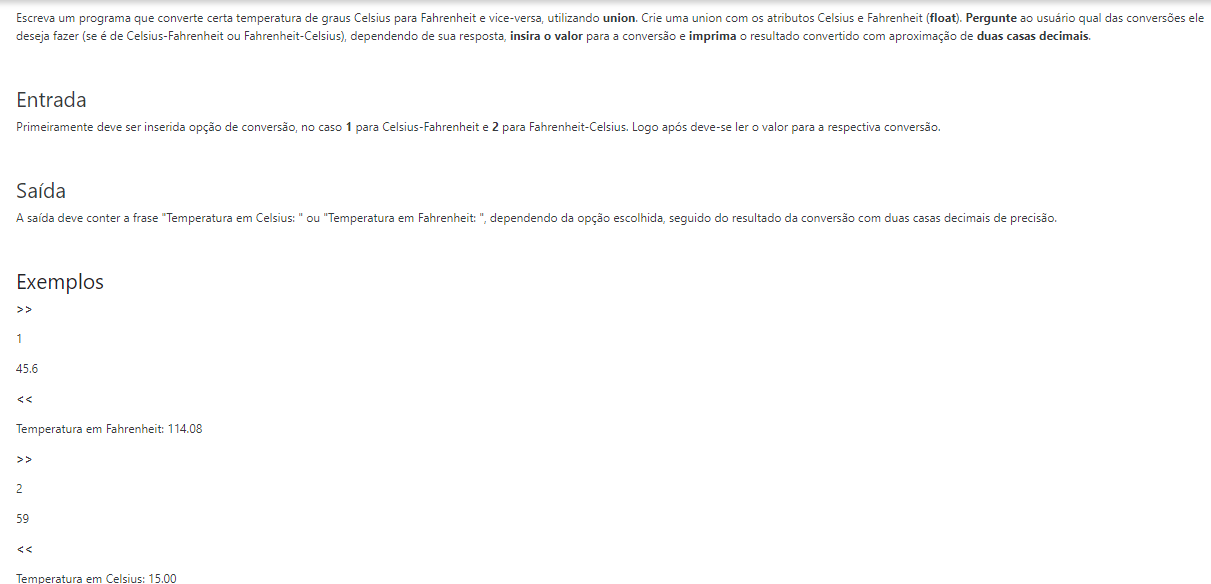 Escreva um programa que converte certa temperatura de graus Celsius para Fahrenheit e vice-versa, utilizando union. Crie uma union com os atributos Celsius e Fahrenheit (float). Pergunte ao usuário qual das conversões ele
deseja fazer (se é de Celsius-Fahrenheit ou Fahrenheit-Celsius), dependendo de sua resposta, insira o valor para a conversão e imprima o resultado convertido com aproximação de duas casas decimais.
Entrada
Primeiramente deve ser inserida opção de conversão, no caso 1 para Celsius-Fahrenheit e 2 para Fahrenheit-Celsius. Logo após deve-se ler o valor para a respectiva conversão.
Saída
A saída deve conter a frase "Temperatura em Celsius: " ou "Temperatura em Fahrenheit: ", dependendo da opção escolhida, seguido do resultado da conversão com duas casas decimais de precisão.
Exemplos
>>
1
45.6
<<
Temperatura em Fahrenheit: 114.08
>>
2
59
<<
Temperatura em Celsius: 15.00